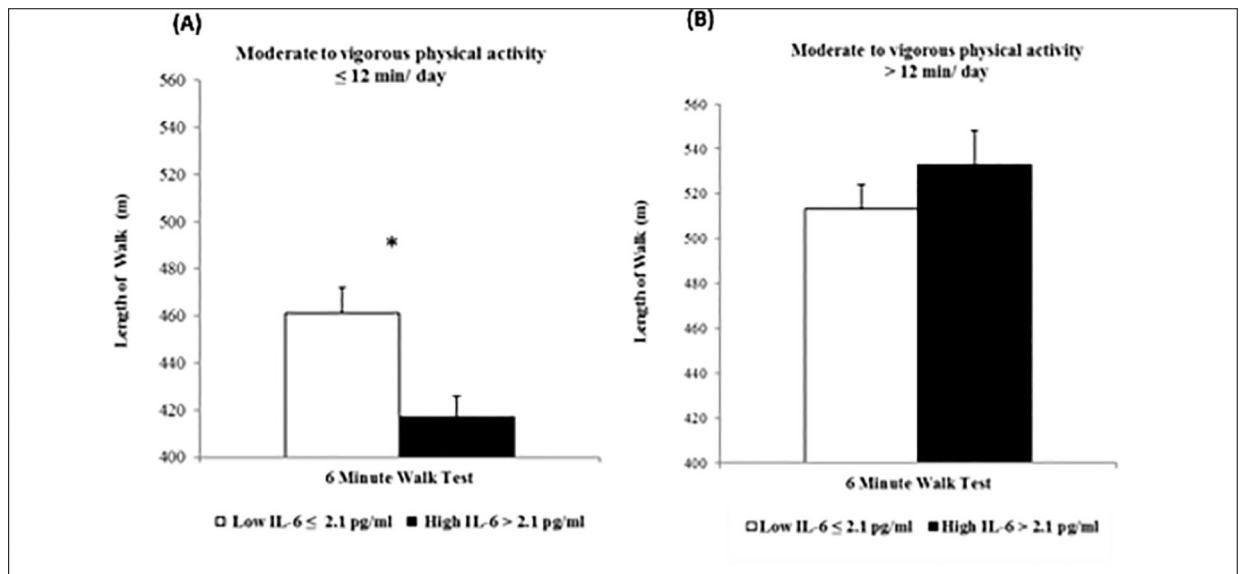 (A)
Moderate to vigorous physical activity
≤ 12 min/ day
560
540
520
500
480
460
440
420
400
Length of Walk (m)
*
6 Minute Walk Test
Low IL-6 ≤ 2.1 pg/ml High IL-6 > 2.1 pg/ml
(B)
Moderate to vigorous physical activity
> 12 min/ day
560
540
520
500
480
460
440
420
400
Length of Walk (m)
6 Minute Walk Test
Low IL-6 ≤ 2.1 pg/ml High IL-6 > 2.1 pg/ml